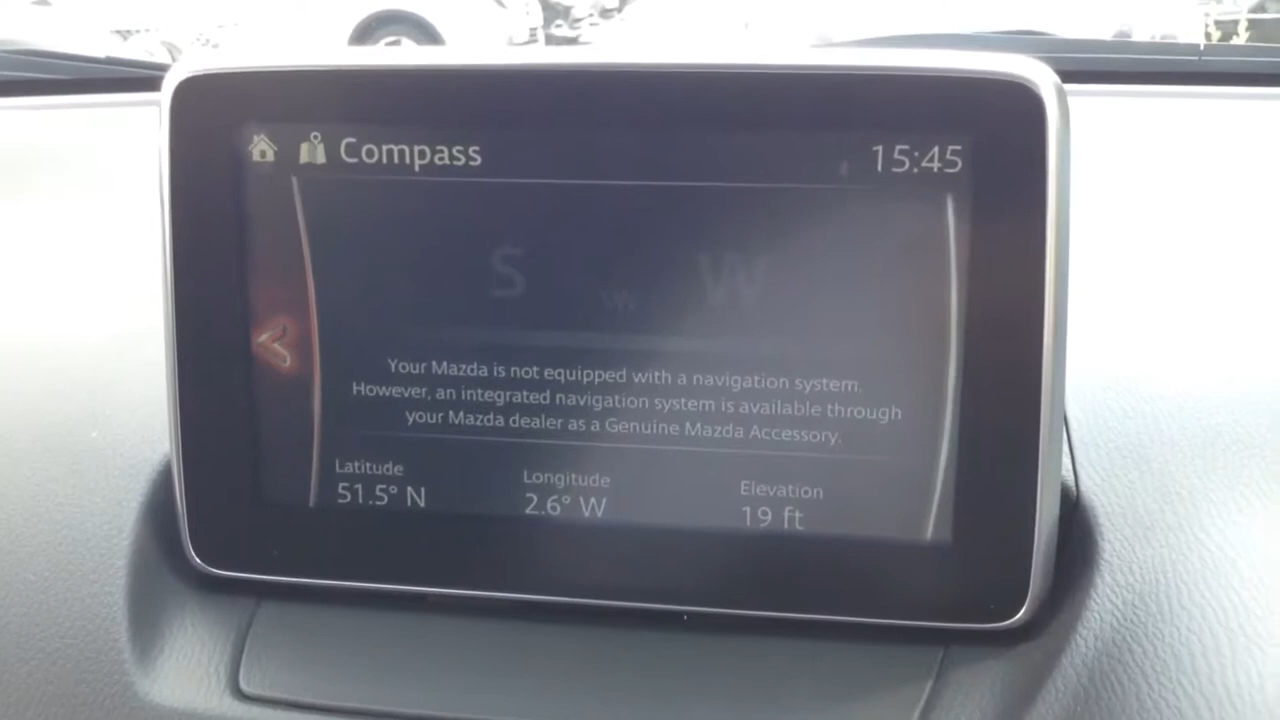 Compass
15:45
S
W
Your Mazda is not equipped with a navigation system.
However, an integrated navigation system is available through
your Mazda dealer as a Genuine Mazda Accessory.
Latitude
51.5° N
Longitude
2.6° W
Elevation
19 ft